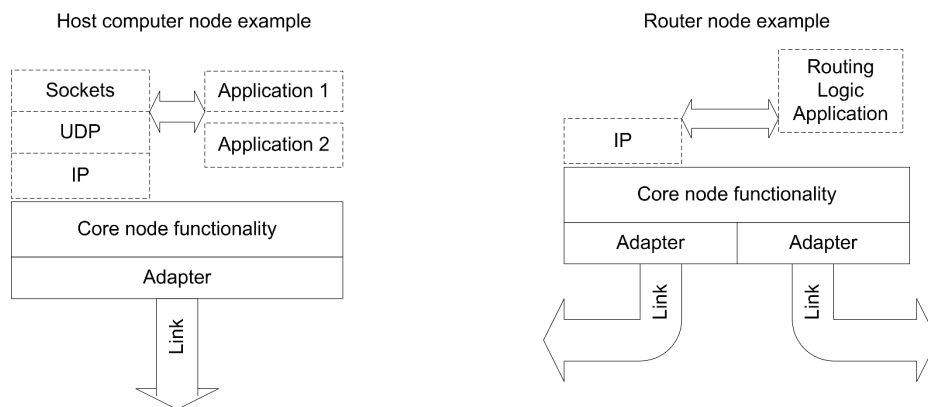 Host computer node example
Sockets
UDP
IP
Application 1
Application 2
Core node functionality
Adapter
Link
Router node example
Routing
Logic
Application
IP
Core node functionality
Adapter
Adapter
Link
Link